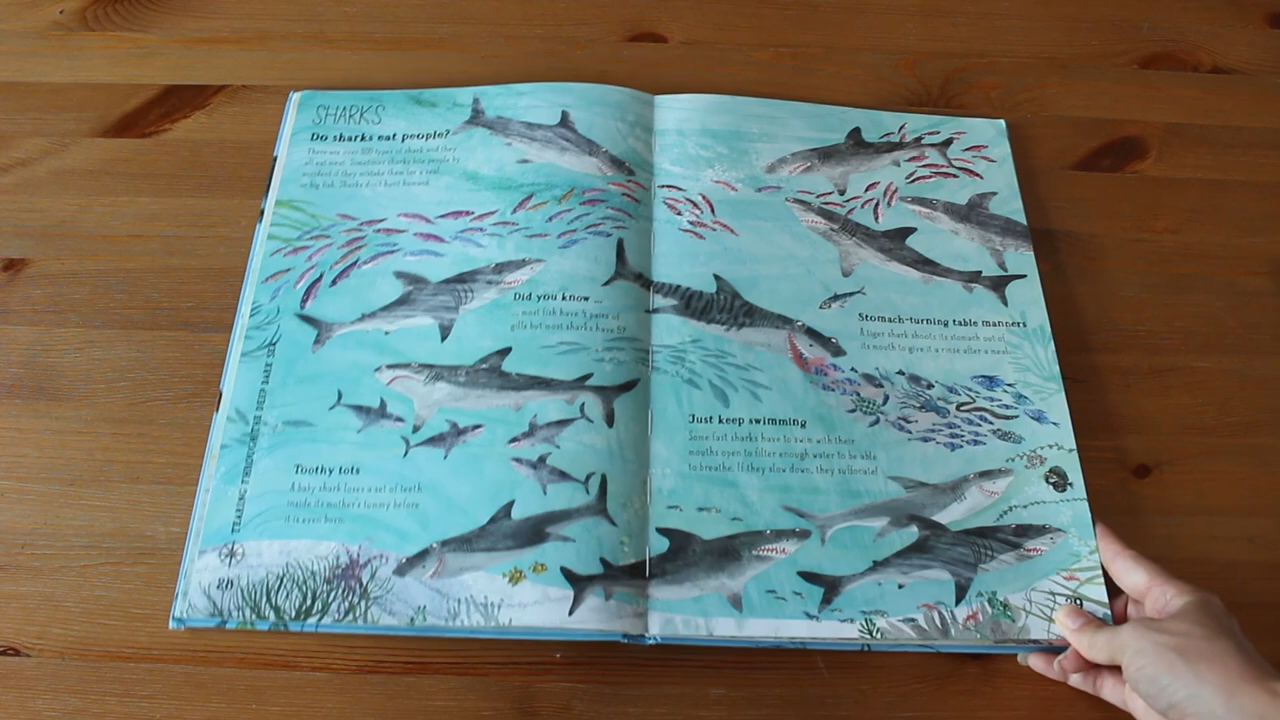 SHARKS
Do sharks eat people?
There are over 500 types of shark and they
all eat meat. Sometimes sharks bite people by
accident if they mistake them for a seal
or big fish. Sharks don't hunt humans.
Did you know ...
... most fish have 4 pairs of
gills but most sharks have 5?
Toothy tots
A baby shark loses a set of teeth
inside its mother's tummy before
it is even born.
TEARING THROUGH THE DEEP DARK SEA
28
Stomach-turning table manners
A tiger shark shoots its stomach out of
its mouth to give it a rinse after a meal.
Just keep swimming
Some fast sharks have to swim with their
mouths open to filter enough water to be able
to breathe. If they slow down, they suffocate!